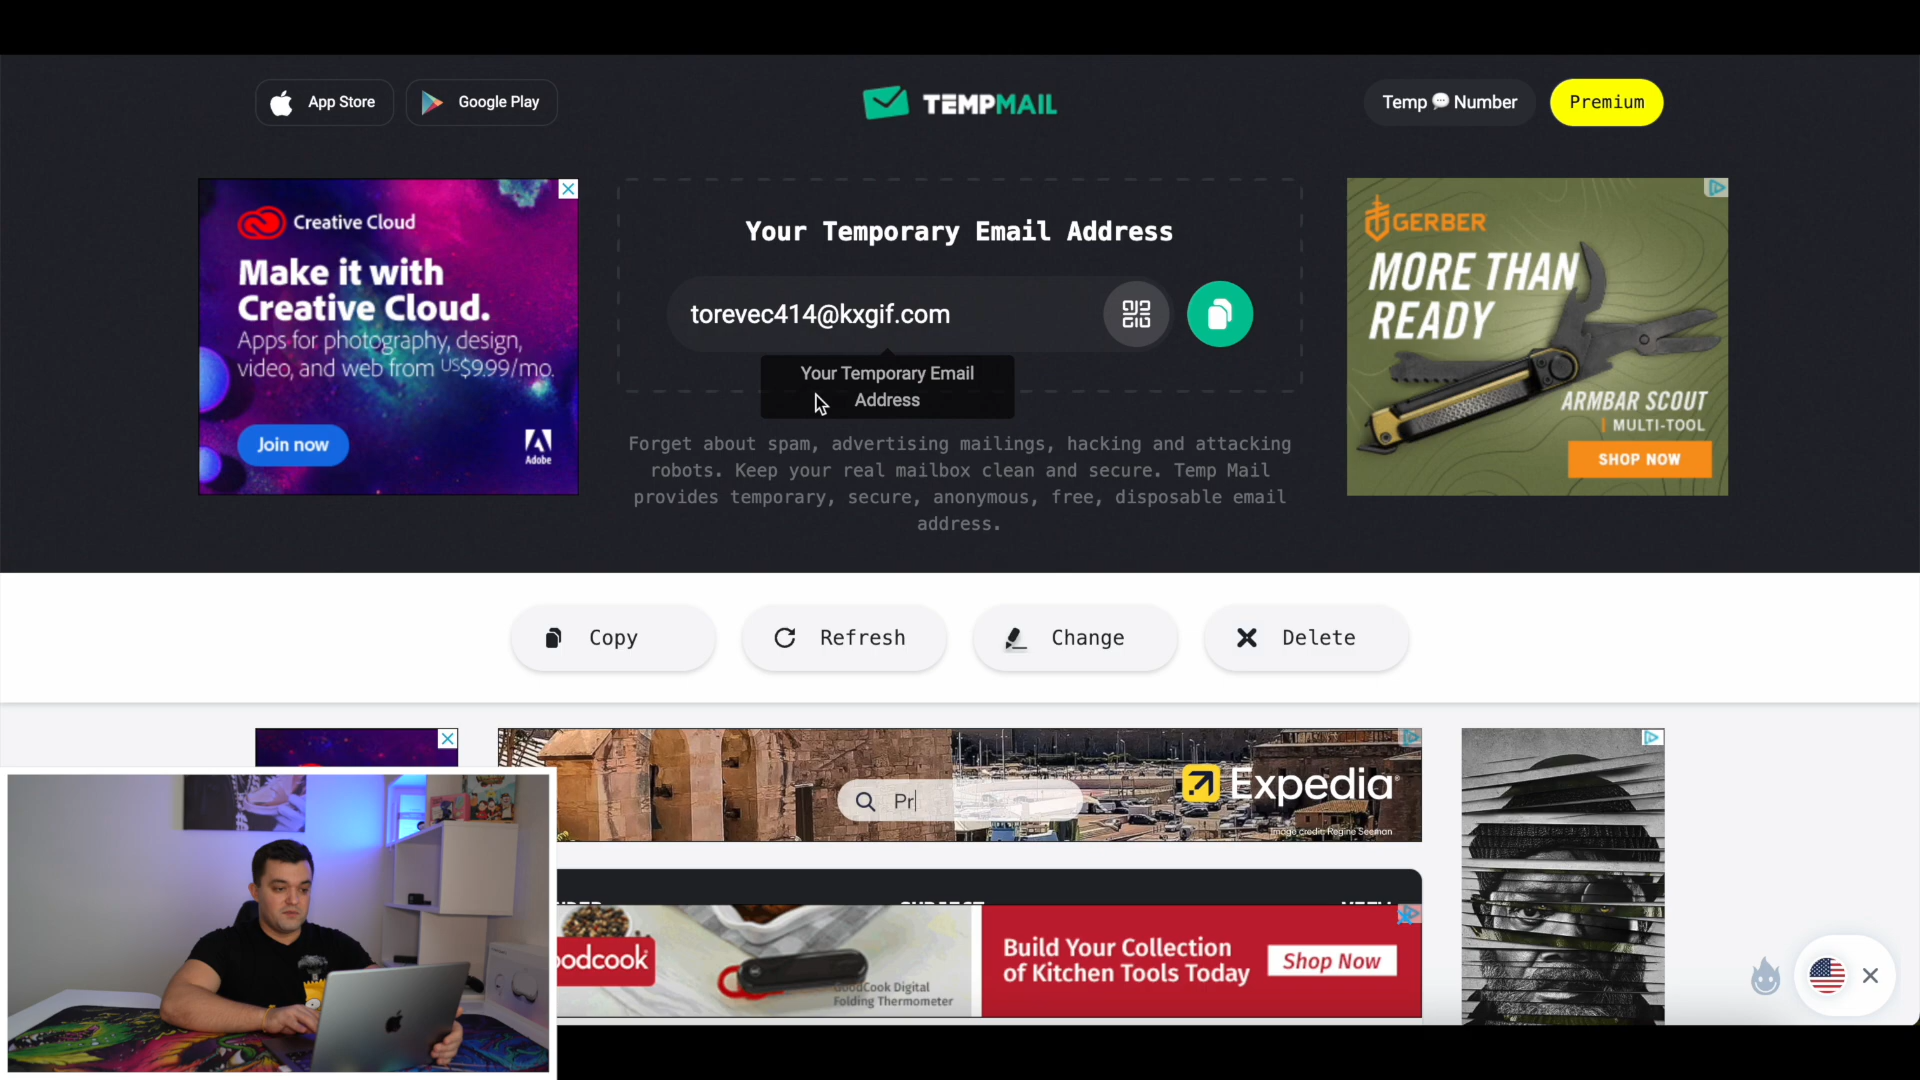 App Store
Google Play
TEMPMAIL
Temp Number
Premium
Creative Cloud
Make it with
Creative Cloud.
Apps for photography, design,
video, and web from US$9.99/mo.
Join now
Adobe
Your Temporary Email Address
torevec414@kxgif.com
Your Temporary Email
Address
Forget about spam, advertising mailings, hacking and attacking
robots. Keep your real mailbox clean and secure. Temp Mail
provides temporary, secure, anonymous, free, disposable email
address.
GERBER
MORE THAN
READY
ARMBAR SCOUT
MULTI-TOOL
SHOP NOW
Copy
Refresh
Change
Delete
Pr
Expedia
Image credit: Regine Seeman
SUBJECT
oodcook
GoodCook Digital
Folding Thermometer
Build Your Collection
of Kitchen Tools Today
Shop Now